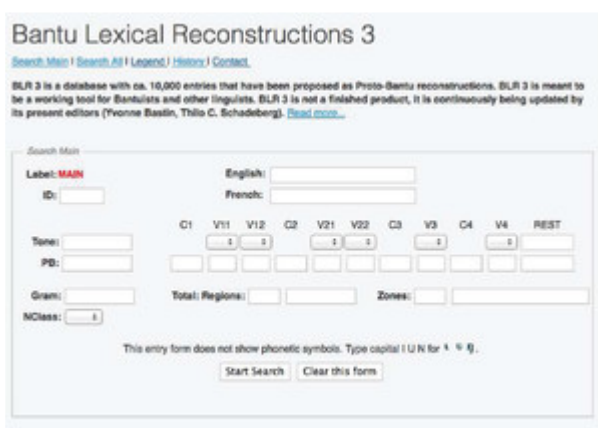 Bantu Lexical Reconstructions 3
Search Main | Search All | Legend | History | Contact
BLR 3 is a database with ca. 10,000 entries that have been proposed as Proto-Bantu reconstructions. BLR 3 is meant to
be a working tool for Bantuists and other linguists. BLR 3 is not a finished product, it is continuously being updated by
its present editors (Yvonne Bastin, Thilo C. Schadeberg). Read more...
Search Main
Label: MAIN English:
ID: French:
C1 V11 V12 C2 V21 V22 C3 V3 C4 V4 REST
Tone:
PB:
Gram: Total: Regions: Zones:
NClass:
This entry form does not show phonetic symbols. Type capital I U N for
Start Search Clear this form